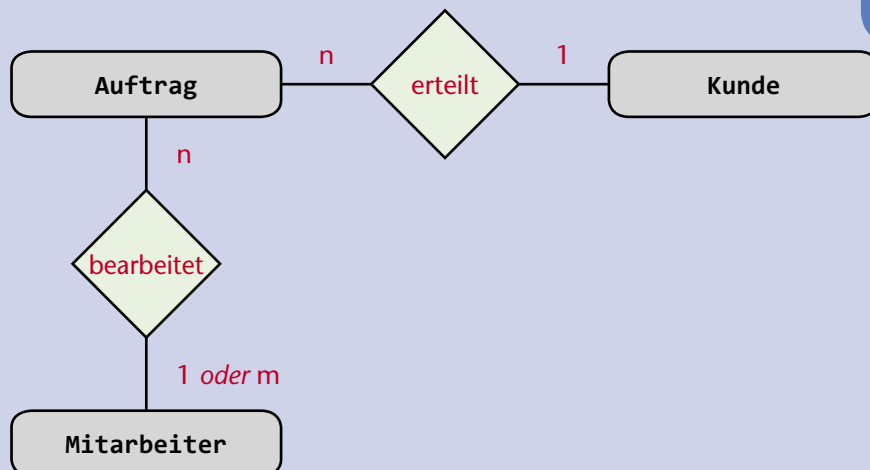 n
1
Auftrag
erteilt
Kunde
n
bearbeitet
1 oder m
Mitarbeiter